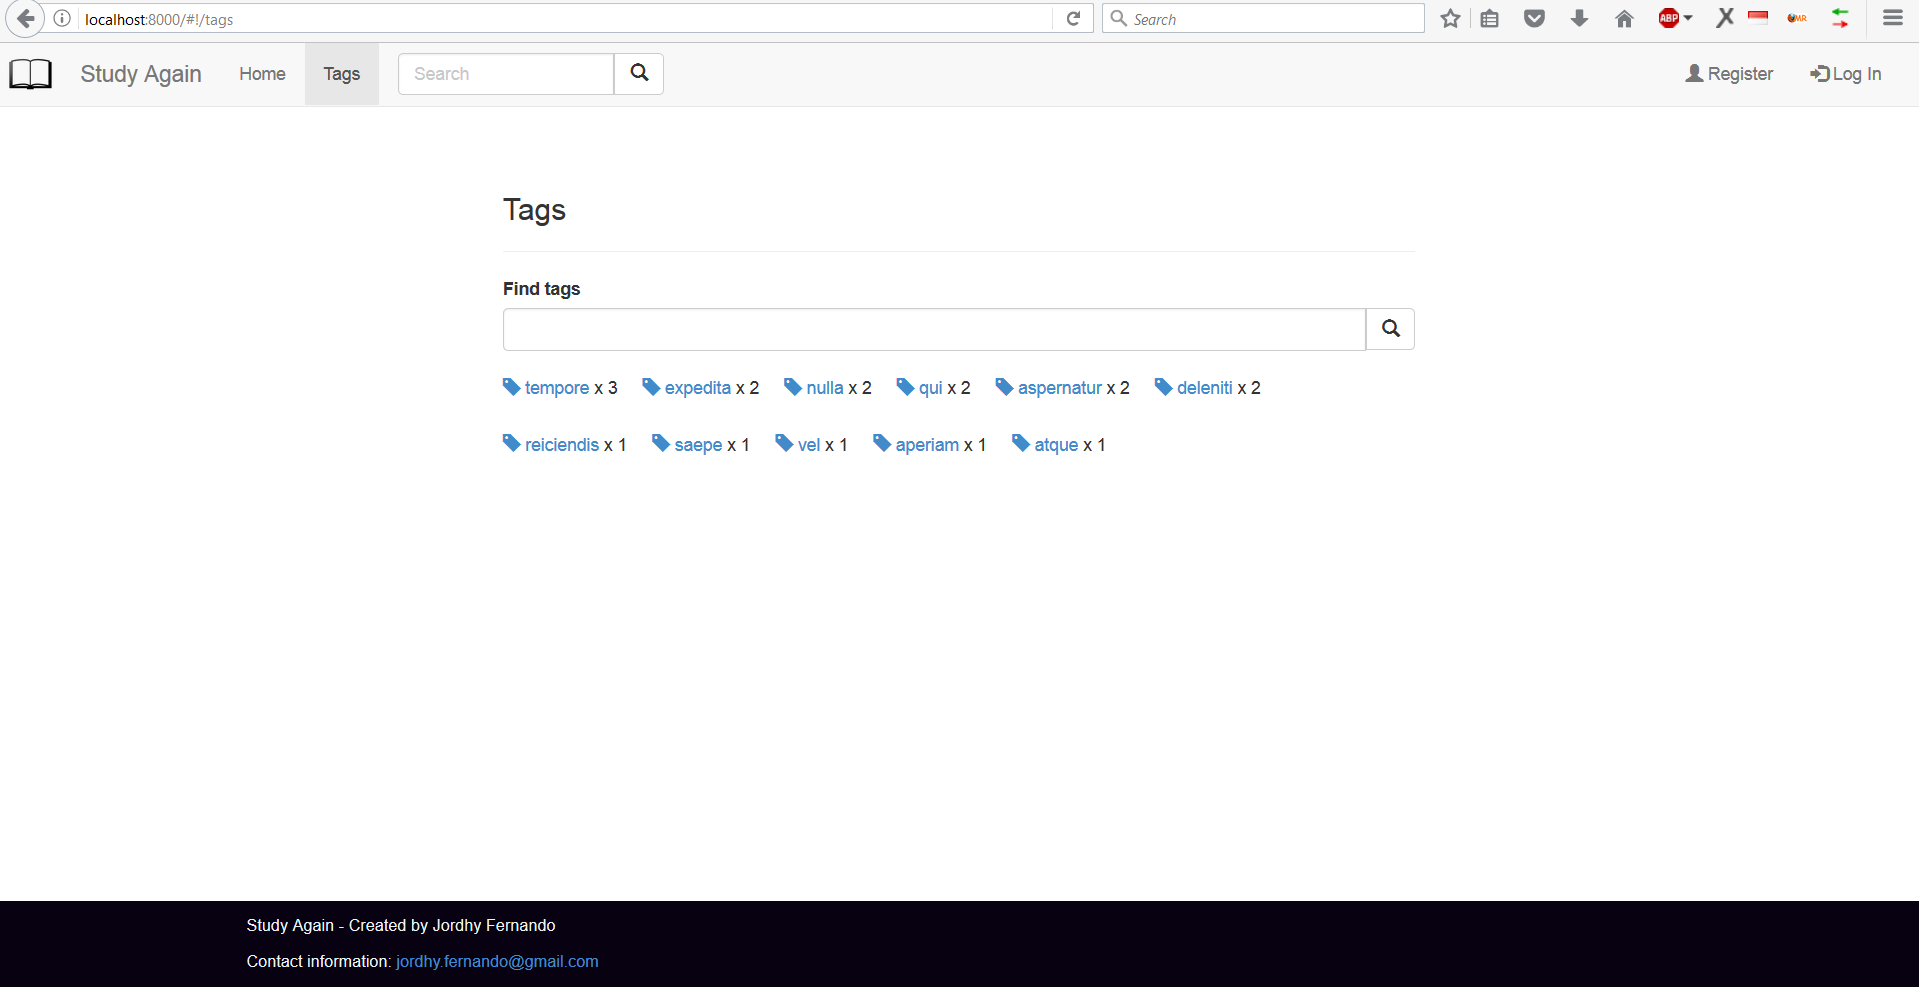 localhost:8000/#!/tags
Search
ABP
MR
Study Again Home Tags Search Register Log In
Tags
Find tags
tempore x 3 expedita x 2 nulla x 2 qui x 2 aspernatur x 2 deleniti x 2
reiciendis x 1 saepe x 1 vel x 1 aperiam x 1 atque x 1
Study Again - Created by Jordhy Fernando
Contact information: jordhy.fernando@gmail.com